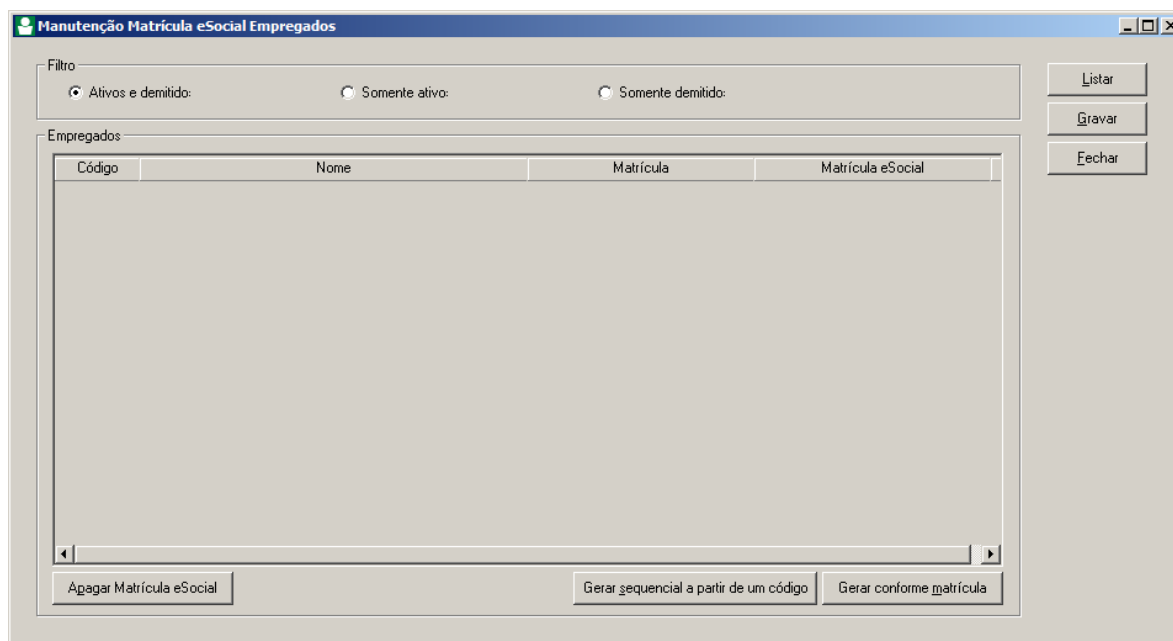 Manutenção Matrícula eSocial Empregados
Filtro
Ativos e demitido: Somente ativo: Somente demitido:
Listar
Gravar
Fechar
Empregados
Código Nome Matrícula Matrícula eSocial
Apagar Matrícula eSocial Gerar sequencial a partir de um código Gerar conforme matrícula